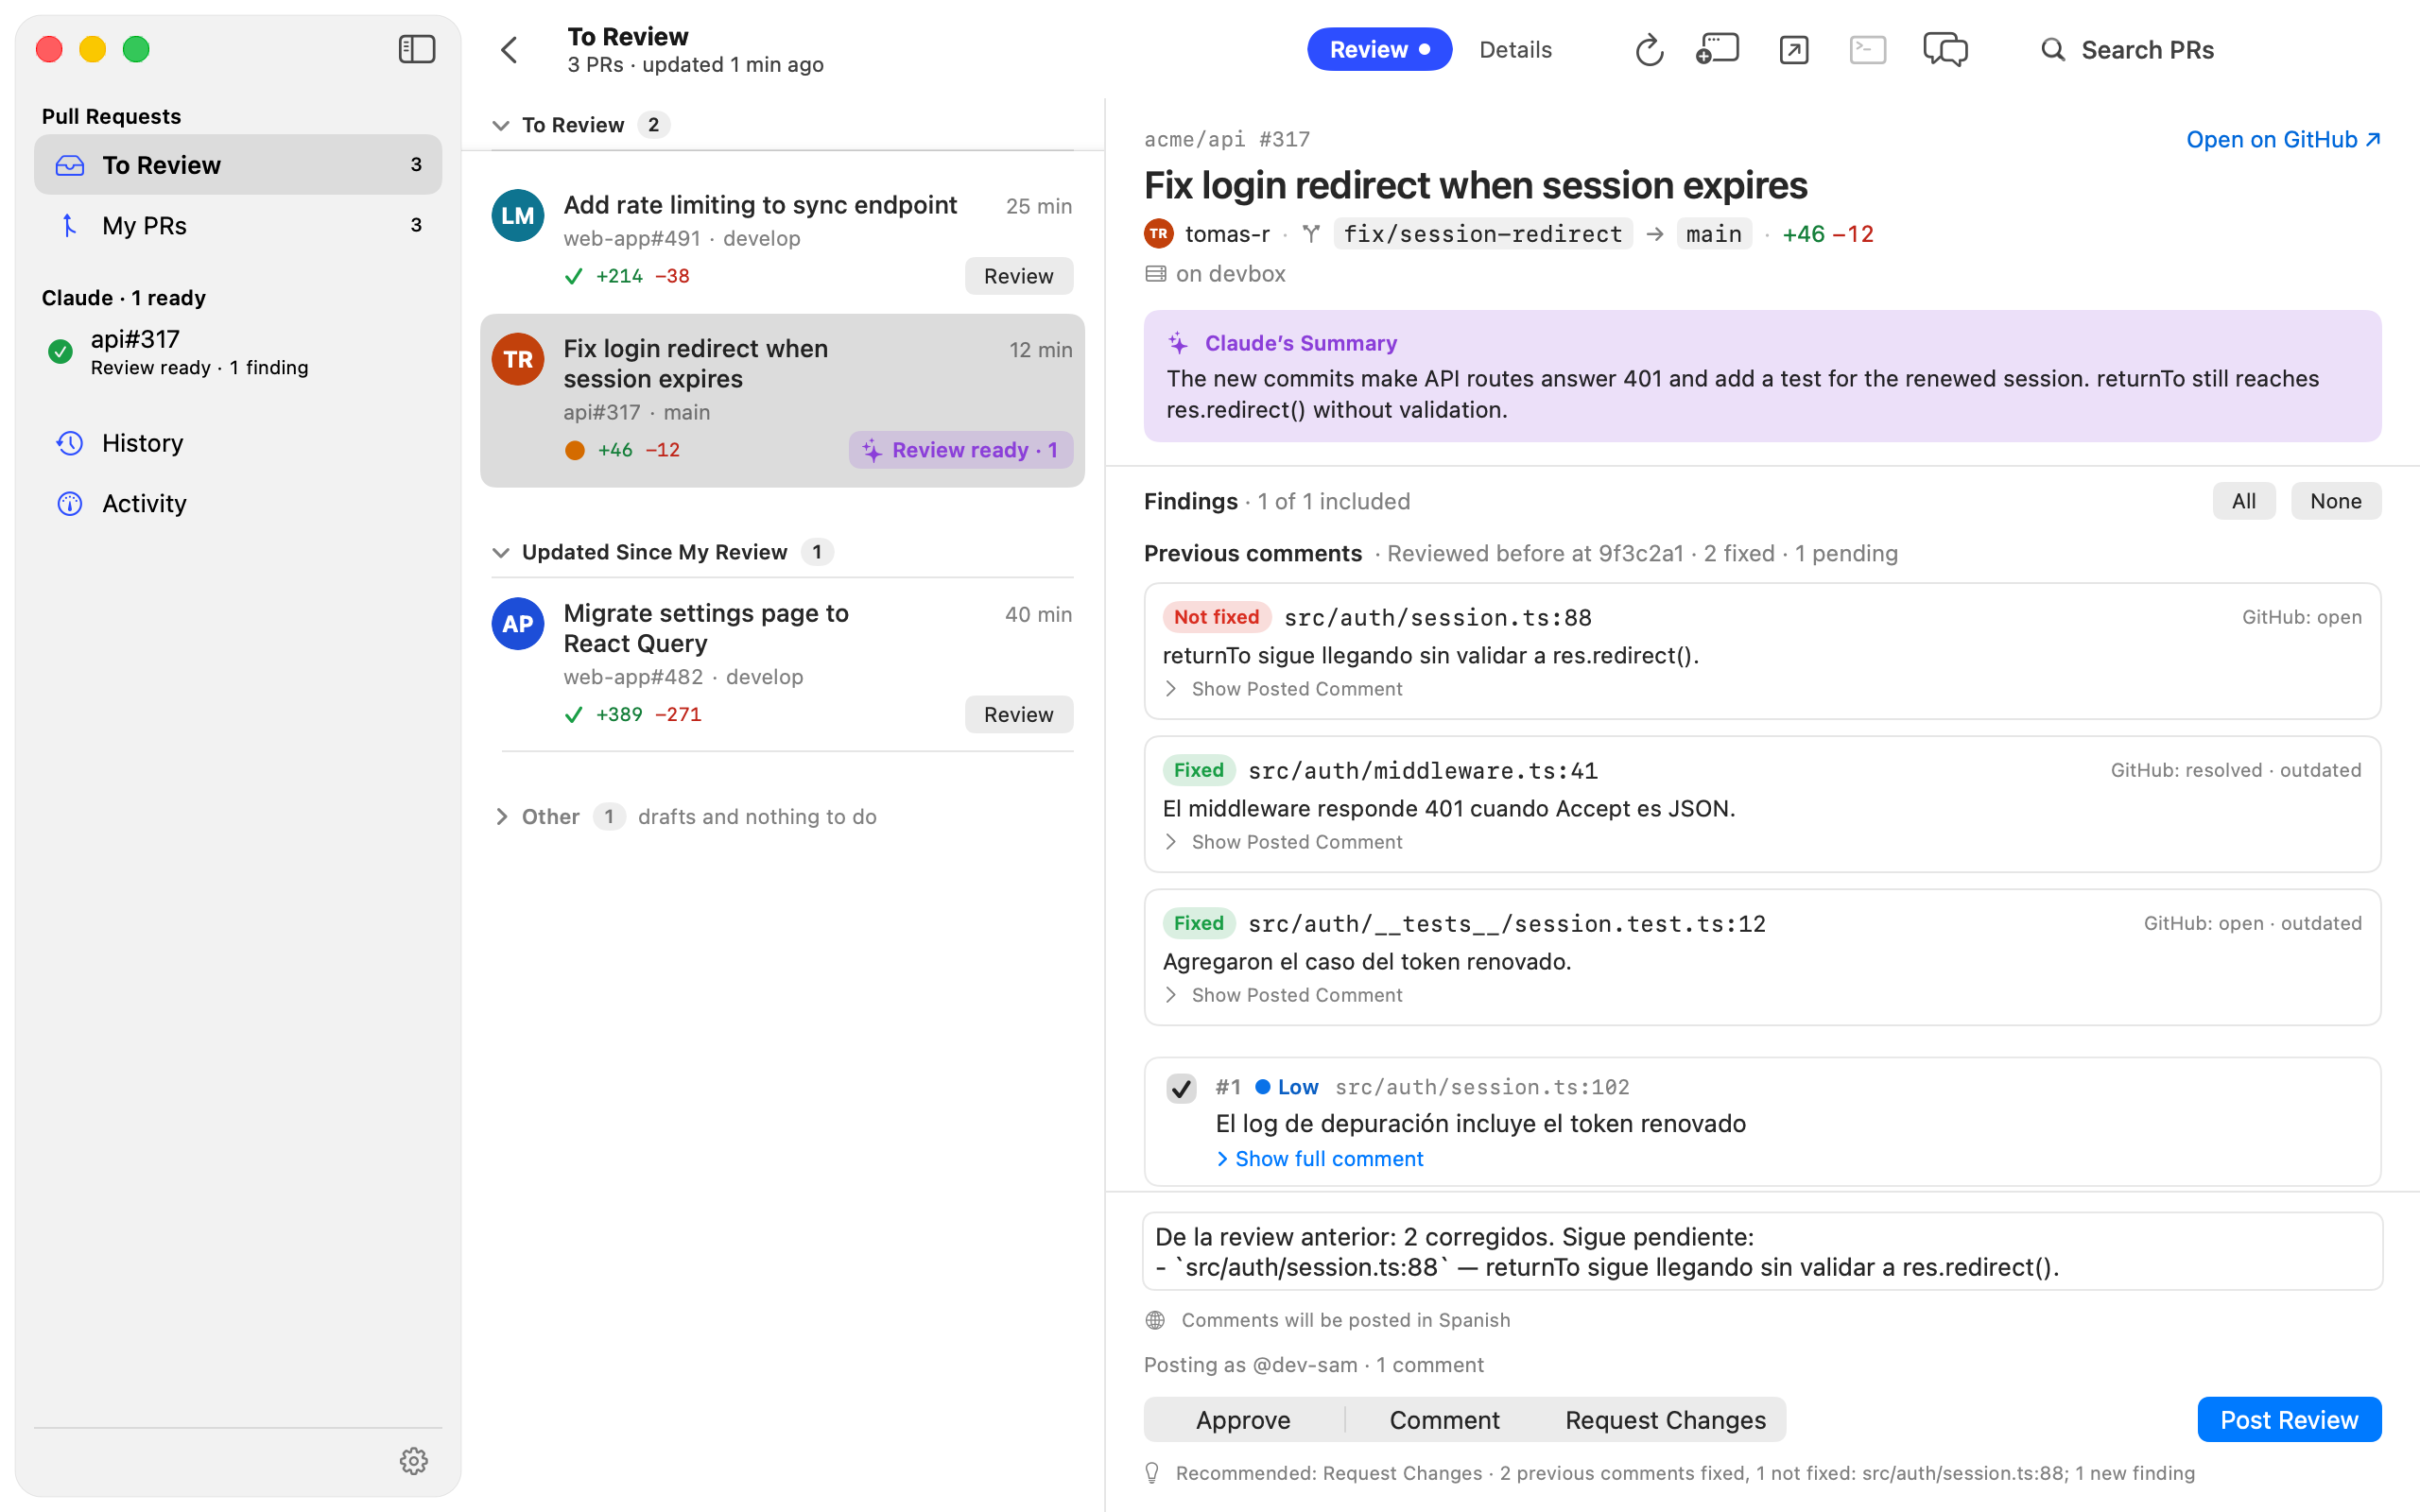 Pull Requests
To Review 3
My PRs 3
Claude · 1 ready
api#317
Review ready · 1 finding
History
Activity
To Review
3 PRs · updated 1 min ago
Review
Details
Search PRs
To Review 2
LM
Add rate limiting to sync endpoint 25 min
web-app#491 · develop
+214 −38 Review
TR
Fix login redirect when 12 min
session expires
api#317 · main
+46 −12 Review ready · 1
Updated Since My Review 1
AP
Migrate settings page to 40 min
React Query
web-app#482 · develop
+389 −271 Review
Other 1 drafts and nothing to do
acme/api #317 Open on GitHub ↗
Fix login redirect when session expires
TR tomas-r · fix/session-redirect → main · +46 −12
on devbox
Claude’s Summary
The new commits make API routes answer 401 and add a test for the renewed session. returnTo still reaches
res.redirect() without validation.
Findings · 1 of 1 included All None
Previous comments · Reviewed before at 9f3c2a1 · 2 fixed · 1 pending
Not fixed src/auth/session.ts:88 GitHub: open
returnTo sigue llegando sin validar a res.redirect().
Show Posted Comment
Fixed src/auth/middleware.ts:41 GitHub: resolved · outdated
El middleware responde 401 cuando Accept es JSON.
Show Posted Comment
Fixed src/auth/__tests__/session.test.ts:12 GitHub: open · outdated
Agregaron el caso del token renovado.
Show Posted Comment
#1 Low src/auth/session.ts:102
El log de depuración incluye el token renovado
Show full comment
De la review anterior: 2 corregidos. Sigue pendiente:
- `src/auth/session.ts:88` — returnTo sigue llegando sin validar a res.redirect().
Comments will be posted in Spanish
Posting as @dev-sam · 1 comment
Approve Comment Request Changes Post Review
Recommended: Request Changes · 2 previous comments fixed, 1 not fixed: src/auth/session.ts:88; 1 new finding